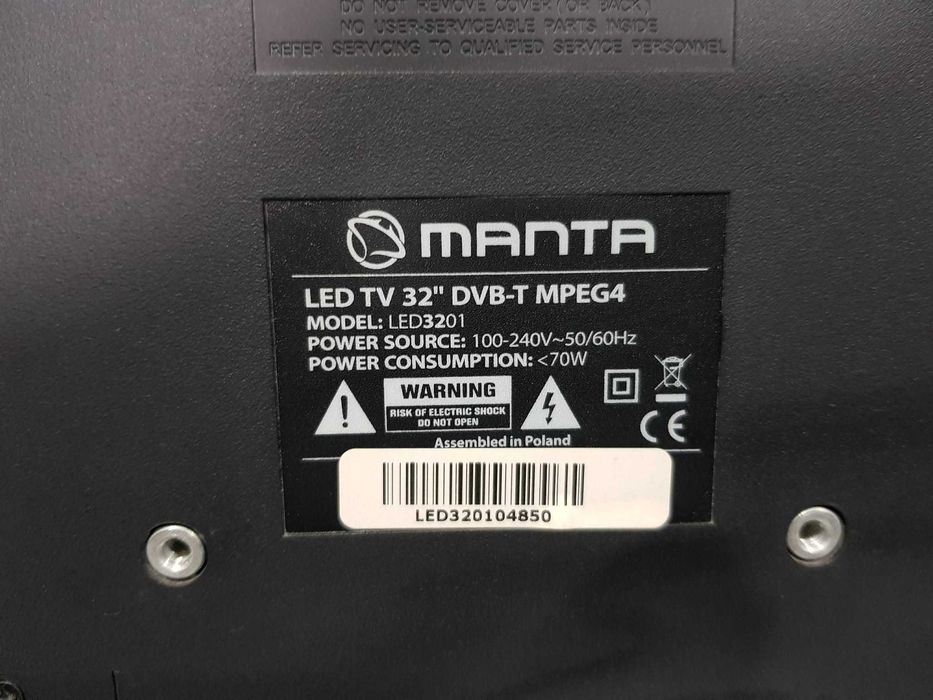 DO NOT REMOVE COVER (OR BACK)
NO USER-SERVICEABLE PARTS INSIDE
REFER SERVICING TO QUALIFIED SERVICE PERSONNEL
MANTA
LED TV 32" DVB-T MPEG4
MODEL: LED3201
POWER SOURCE: 100-240V~50/60Hz
POWER CONSUMPTION: <70W
WARNING
RISK OF ELECTRIC SHOCK
DO NOT OPEN
CE
Assembled in Poland
LED320104850